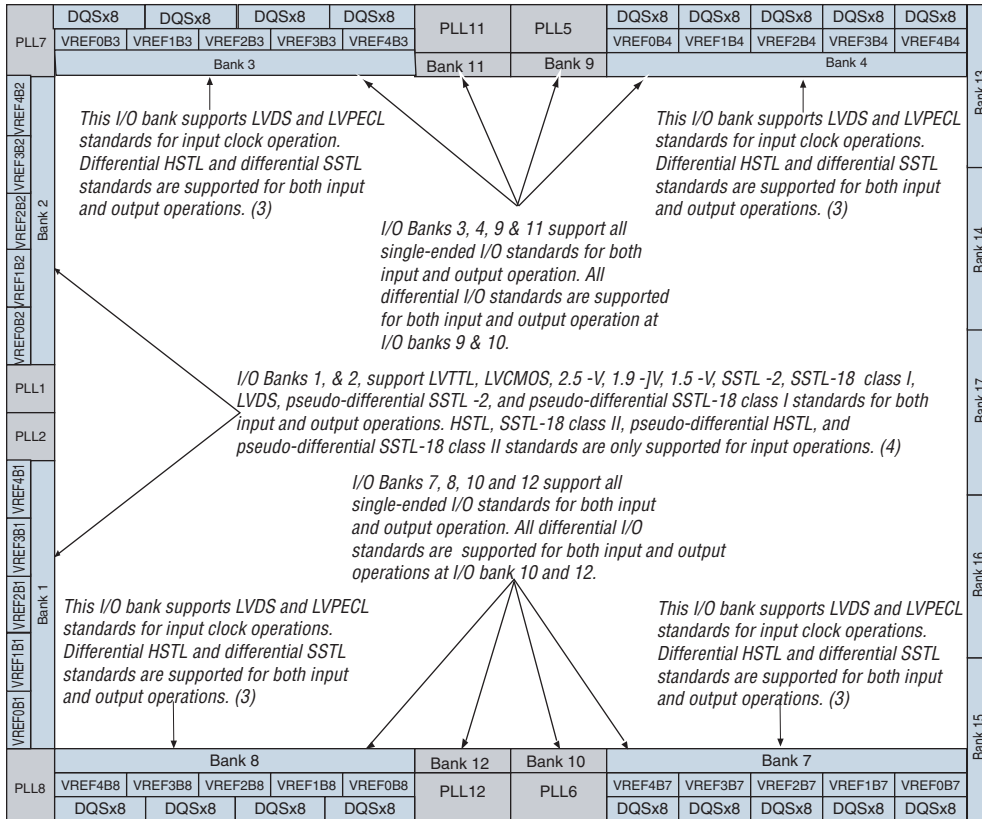 PLL7
DQSx8 DQSx8 DQSx8 DQSx8
VREF0B3 VREF1B3 VREF2B3 VREF3B3 VREF4B3
Bank 3
PLL11 PLL5
Bank 11 Bank 9
DQSx8 DQSx8 DQSx8 DQSx8 DQSx8
VREF0B4 VREF1B4 VREF2B4 VREF3B4 VREF4B4
Bank 4
VREF4B2
VREF3B2
VREF2B2
VREF1B2
VREF0B2
Bank 2
PLL1
PLL2
VREF4B1
VREF3B1
VREF2B1
VREF1B1
VREF0B1
Bank 1
This I/O bank supports LVDS and LVPECL
standards for input clock operation.
Differential HSTL and differential SSTL
standards are supported for both input
and output operations. (3)
This I/O bank supports LVDS and LVPECL
standards for input clock operations.
Differential HSTL and differential SSTL
standards are supported for both input
and output operations. (3)
I/O Banks 3, 4, 9 & 11 support all
single-ended I/O standards for both
input and output operation. All
differential I/O standards are supported
for both input and output operation at
I/O banks 9 & 10.
I/O Banks 1, & 2, support LVTTL, LVCMOS, 2.5 -V, 1.9 -]V, 1.5 -V, SSTL -2, SSTL-18 class I,
LVDS, pseudo-differential SSTL -2, and pseudo-differential SSTL-18 class I standards for both
input and output operations. HSTL, SSTL-18 class II, pseudo-differential HSTL, and
pseudo-differential SSTL-18 class II standards are only supported for input operations. (4)
I/O Banks 7, 8, 10 and 12 support all
single-ended I/O standards for both input
and output operation. All differential I/O
standards are supported for both input and output
operations at I/O bank 10 and 12.
This I/O bank supports LVDS and LVPECL
standards for input clock operations.
Differential HSTL and differential SSTL
standards are supported for both input
and output operations. (3)
This I/O bank supports LVDS and LVPECL
standards for input clock operations.
Differential HSTL and differential SSTL
standards are supported for both input
and output operations. (3)
Bank 13
Bank 14
Bank 17
Bank 16
Bank 15
PLL8
Bank 8
VREF4B8 VREF3B8 VREF2B8 VREF1B8 VREF0B8
DQSx8 DQSx8 DQSx8 DQSx8
Bank 12 Bank 10
PLL12 PLL6
Bank 7
VREF4B7 VREF3B7 VREF2B7 VREF1B7 VREF0B7
DQSx8 DQSx8 DQSx8 DQSx8 DQSx8